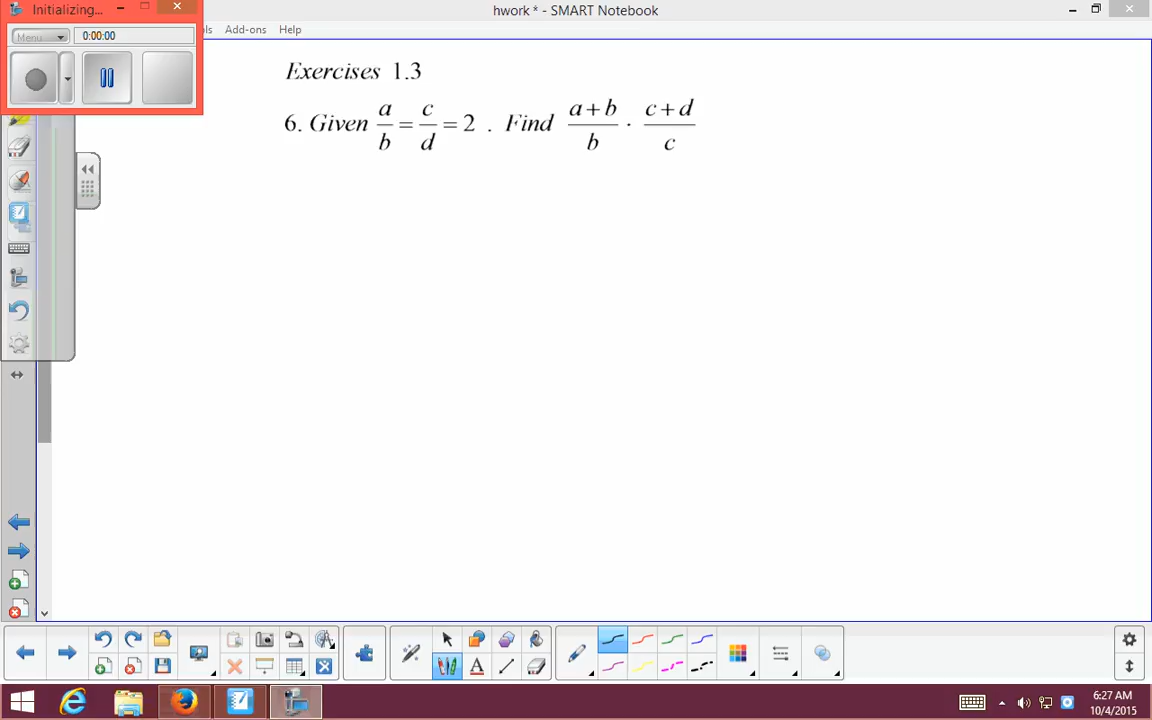 Initializing...
hwork * - SMART Notebook
Menu
0:00:00
Add-ons Help
Exercises 1.3
6. Given a/b = c/d = 2 . Find (a+b)/b · (c+d)/c
A
6:27 AM
10/4/2015